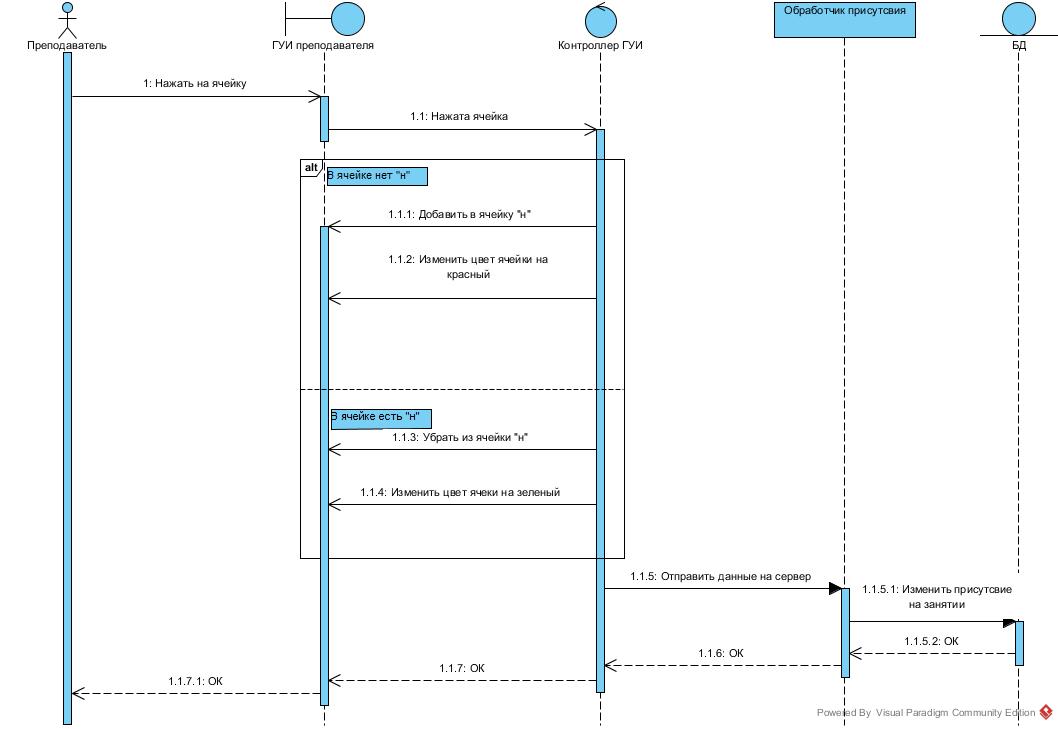 Обработчик присутсвия
Преподаватель
ГУИ преподавателя
Контроллер ГУИ
БД
1: Нажать на ячейку
1.1: Нажата ячейка
alt
В ячейке нет "н"
1.1.1: Добавить в ячейку "н"
1.1.2: Изменить цвет ячейки на
красный
В ячейке есть "н"
1.1.3: Убрать из ячейки "н"
1.1.4: Изменить цвет ячеки на зеленый
1.1.5: Отправить данные на сервер
1.1.5.1: Изменить присутсвие
на занятии
1.1.5.2: ОК
1.1.6: ОК
1.1.7: ОК
1.1.7.1: ОК
Powered By Visual Paradigm Community Edition